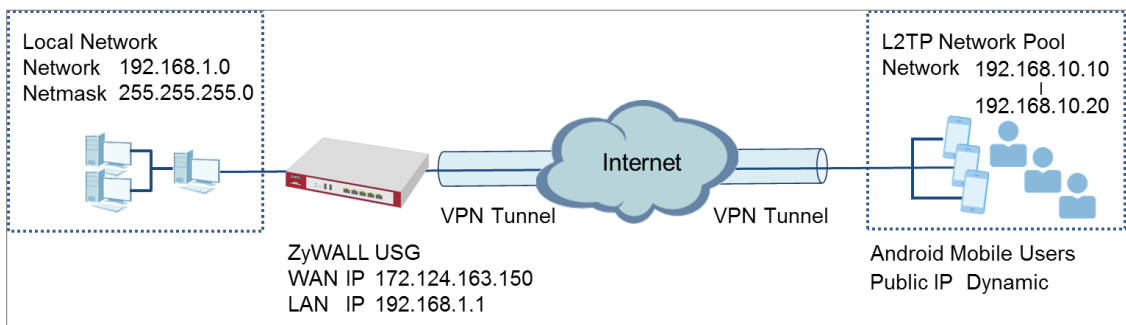 Local Network
Network 192.168.1.0
Netmask 255.255.255.0
L2TP Network Pool
Network 192.168.10.10
|
192.168.10.20
Internet
VPN Tunnel
VPN Tunnel
ZyWALL USG
WAN IP 172.124.163.150
LAN IP 192.168.1.1
Android Mobile Users
Public IP Dynamic